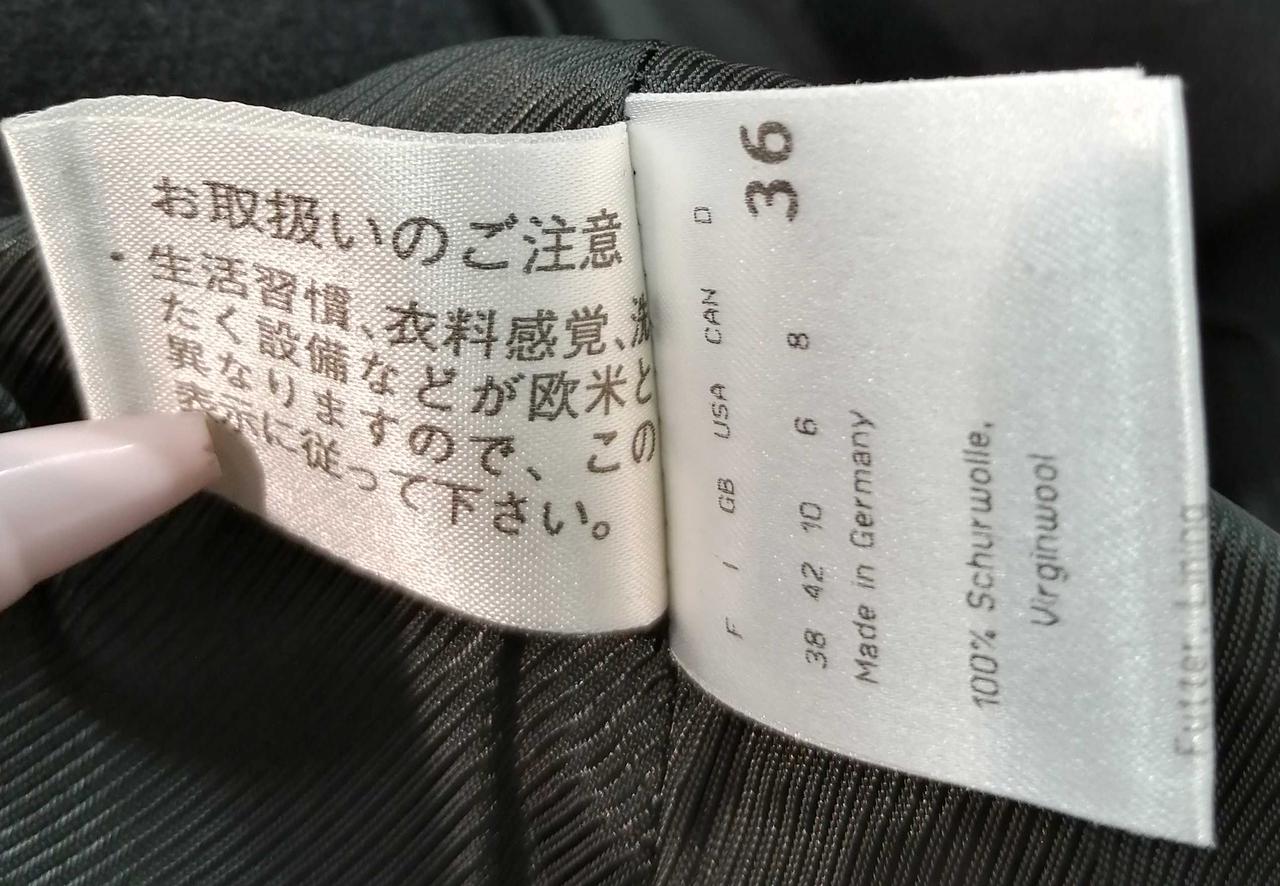 お取扱いのご注意
・生活習慣、衣料感覚、洗
たく設備などが欧米と
異なりますので、この
表示に従って下さい。
F I GB USA CAN D
38 42 10 6 8 36
Made in Germany
100% Schurwolle,
Virginwool
Futter-Lining